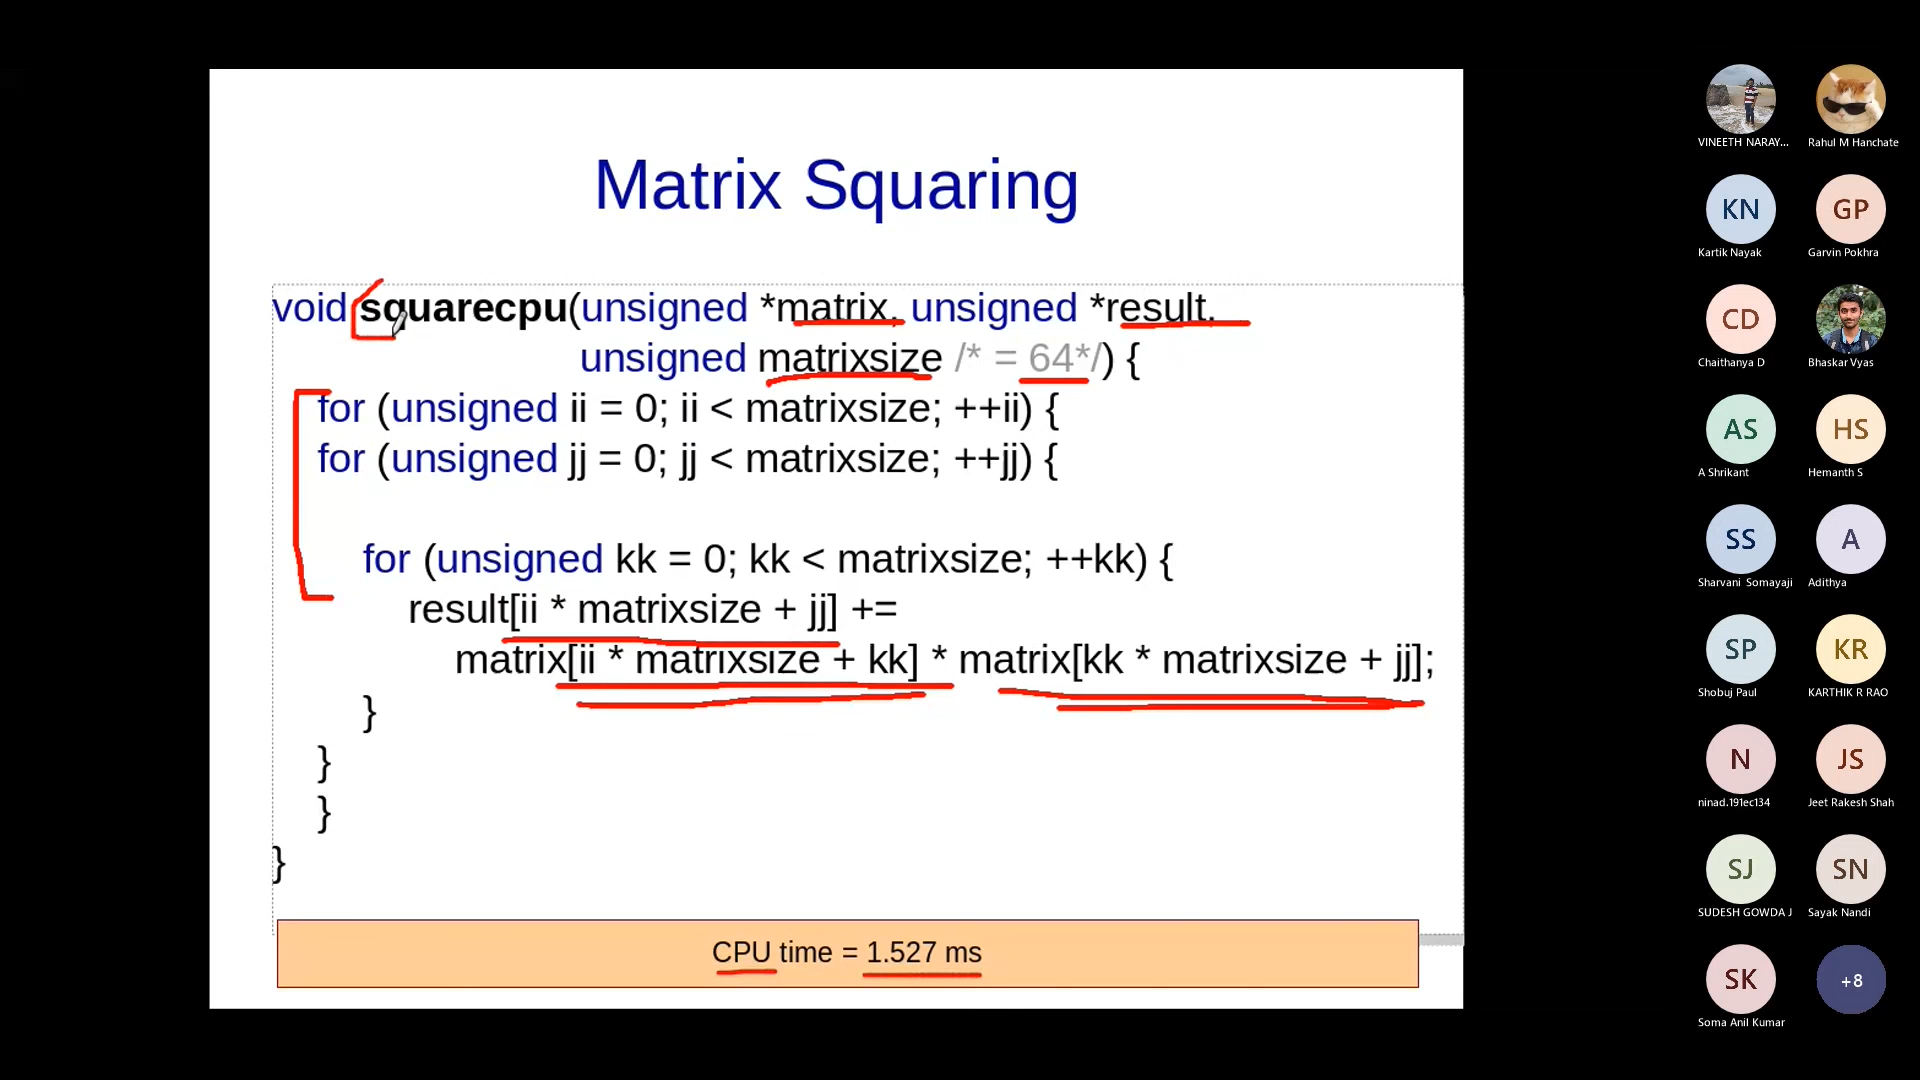 Matrix Squaring
void squarecpu(unsigned *matrix, unsigned *result,
unsigned matrixsize /* = 64*/) {
for (unsigned ii = 0; ii < matrixsize; ++ii) {
for (unsigned jj = 0; jj < matrixsize; ++jj) {
for (unsigned kk = 0; kk < matrixsize; ++kk) {
result[ii * matrixsize + jj] +=
matrix[ii * matrixsize + kk] * matrix[kk * matrixsize + jj];
}
}
}
}
CPU time = 1.527 ms
VINEETH NARAY...
Rahul M Hanchate
KN
GP
Kartik Nayak
Garvin Pokhra
CD
Chaithanya D
Bhaskar Vyas
AS
HS
A Shrikant
Hemanth S
SS
A
Sharvani Somayaji
Adithya
SP
KR
Shobuj Paul
KARTHIK R RAO
N
JS
ninad.191ec134
Jeet Rakesh Shah
SJ
SN
SUDESH GOWDA J
Sayak Nandi
SK
+8
Soma Anil Kumar